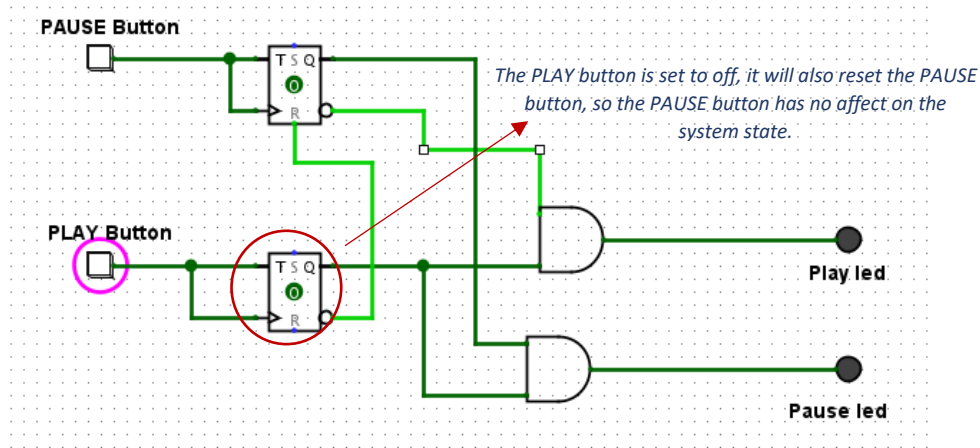 PAUSE Button
T S Q
0
R
The PLAY button is set to off, it will also reset the PAUSE
button, so the PAUSE button has no affect on the
system state.
PLAY Button
T S Q
0
R
Play led
Pause led